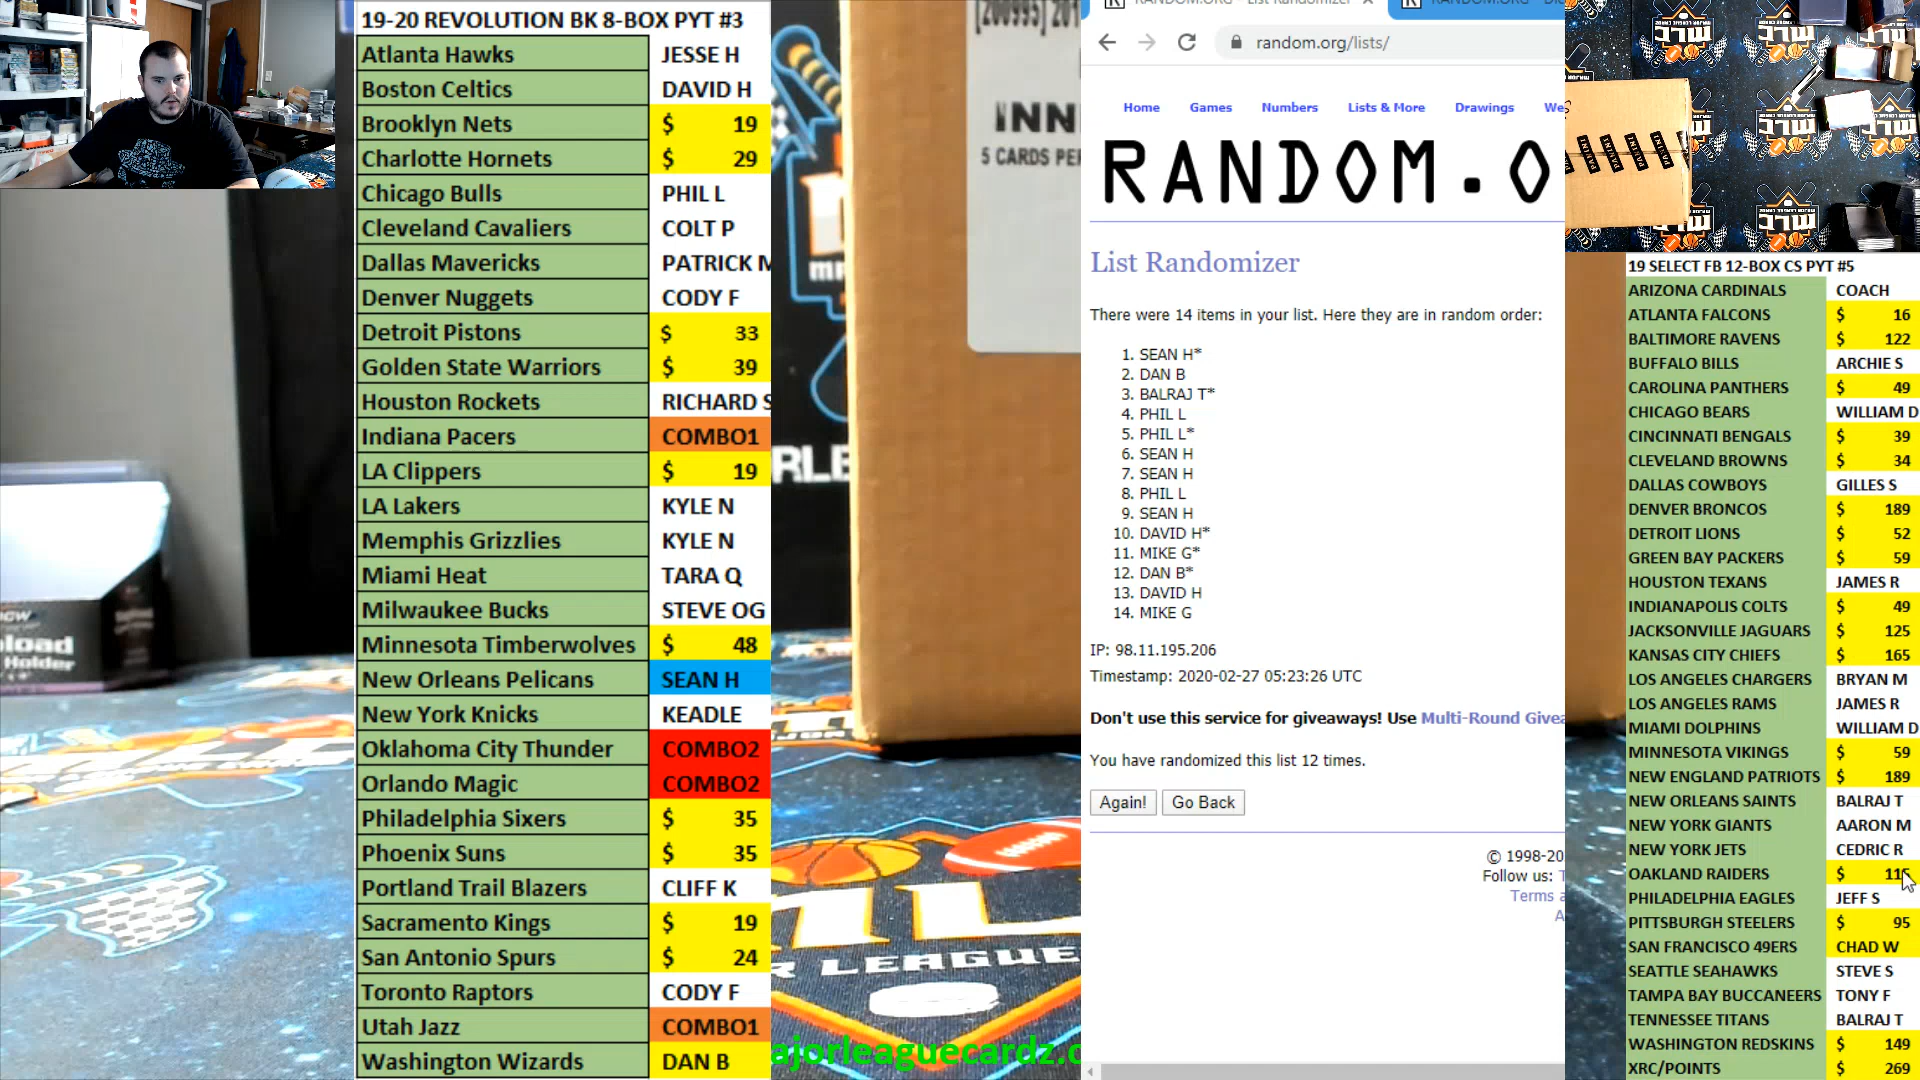 19-20 REVOLUTION BK 8-BOX PYT #3
Atlanta Hawks JESSE H
Boston Celtics DAVID H
Brooklyn Nets $ 19
Charlotte Hornets $ 29
Chicago Bulls PHIL L
Cleveland Cavaliers COLT P
Dallas Mavericks PATRICK M
Denver Nuggets CODY F
Detroit Pistons $ 33
Golden State Warriors $ 39
Houston Rockets RICHARD S
Indiana Pacers COMBO1
LA Clippers $ 19
LA Lakers KYLE N
Memphis Grizzlies KYLE N
Miami Heat TARA Q
Milwaukee Bucks STEVE OG
Minnesota Timberwolves $ 48
New Orleans Pelicans SEAN H
New York Knicks KEADLE
Oklahoma City Thunder COMBO2
Orlando Magic COMBO2
Philadelphia Sixers $ 35
Phoenix Suns $ 35
Portland Trail Blazers CLIFF K
Sacramento Kings $ 19
San Antonio Spurs $ 24
Toronto Raptors CODY F
Utah Jazz COMBO1
Washington Wizards DAN B
5 CARDS PE
R LEAGUE
ajorleaguecardz.c
random.org/lists/
Home Games Numbers Lists & More Drawings We
RANDOM.O
List Randomizer
There were 14 items in your list. Here they are in random order:
1. SEAN H*
2. DAN B
3. BALRAJ T*
4. PHIL L
5. PHIL L*
6. SEAN H
7. SEAN H
8. PHIL L
9. SEAN H
10. DAVID H*
11. MIKE G*
12. DAN B*
13. DAVID H
14. MIKE G
IP: 98.11.195.206
Timestamp: 2020-02-27 05:23:26 UTC
Don't use this service for giveaways! Use Multi-Round Givea
You have randomized this list 12 times.
Again! Go Back
© 1998-20
Follow us: T
Terms a
A
19 SELECT FB 12-BOX CS PYT #5
ARIZONA CARDINALS COACH
ATLANTA FALCONS $ 16
BALTIMORE RAVENS $ 122
BUFFALO BILLS ARCHIE S
CAROLINA PANTHERS $ 49
CHICAGO BEARS WILLIAM D
CINCINNATI BENGALS $ 39
CLEVELAND BROWNS $ 34
DALLAS COWBOYS GILLES S
DENVER BRONCOS $ 189
DETROIT LIONS $ 52
GREEN BAY PACKERS $ 59
HOUSTON TEXANS JAMES R
INDIANAPOLIS COLTS $ 49
JACKSONVILLE JAGUARS $ 125
KANSAS CITY CHIEFS $ 165
LOS ANGELES CHARGERS BRYAN M
LOS ANGELES RAMS JAMES R
MIAMI DOLPHINS WILLIAM D
MINNESOTA VIKINGS $ 59
NEW ENGLAND PATRIOTS $ 189
NEW ORLEANS SAINTS BALRAJ T
NEW YORK GIANTS AARON M
NEW YORK JETS CEDRIC R
OAKLAND RAIDERS $
PHILADELPHIA EAGLES JEFF S
PITTSBURGH STEELERS $ 95
SAN FRANCISCO 49ERS CHAD W
SEATTLE SEAHAWKS STEVE S
TAMPA BAY BUCCANEERS TONY F
TENNESSEE TITANS BALRAJ T
WASHINGTON REDSKINS $ 149
XRC/POINTS $ 269